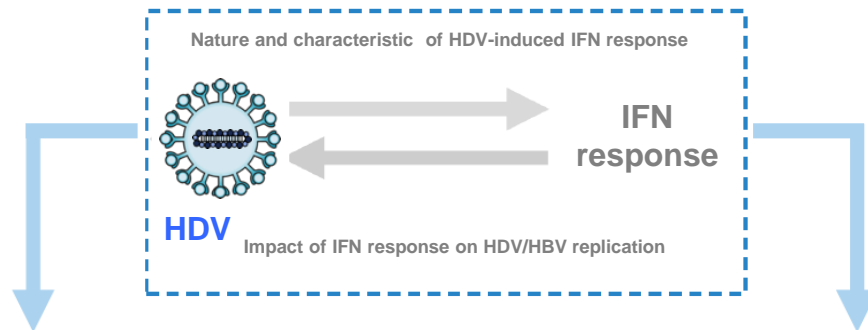 Nature and characteristic of HDV-induced IFN response
IFN
response
HDV
Impact of IFN response on HDV/HBV replication